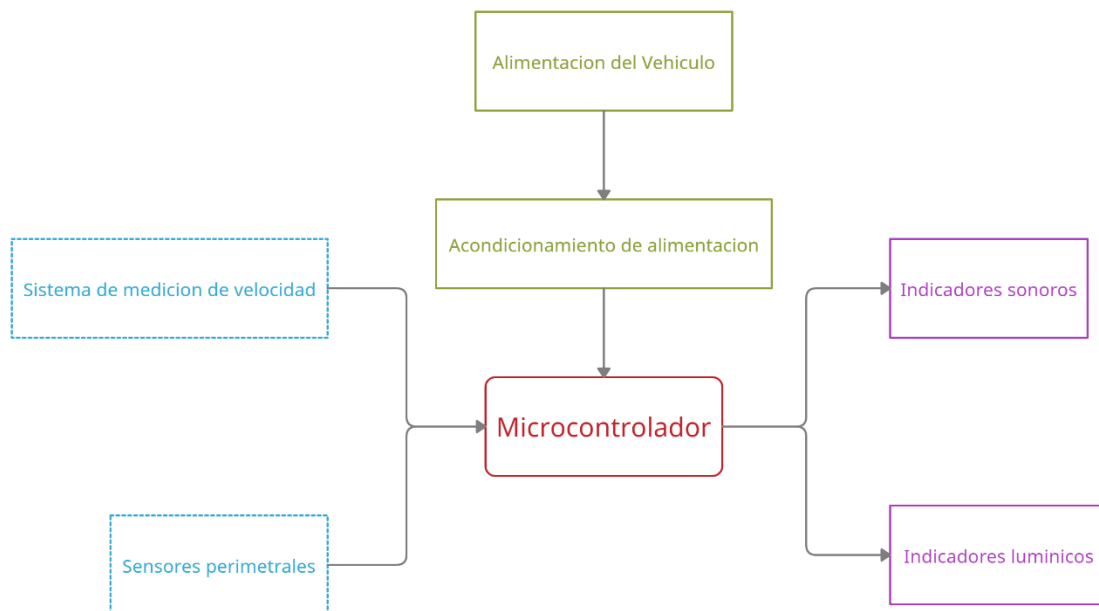 Alimentacion del Vehiculo
Acondicionamiento de alimentacion
Sistema de medicion de velocidad
Indicadores sonoros
Microcontrolador
Sensores perimetrales
Indicadores luminicos